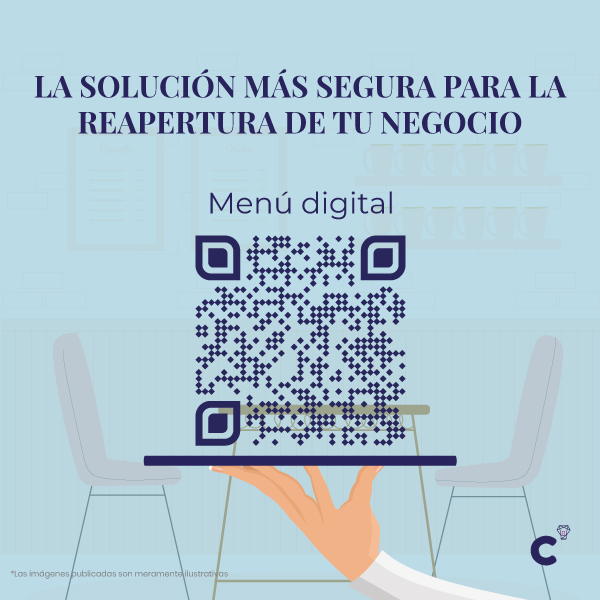 LA SOLUCIÓN MÁS SEGURA PARA LA
REAPERTURA DE TU NEGOCIO
Menú digital
C
*Las imágenes publicadas son meramente ilustrativas